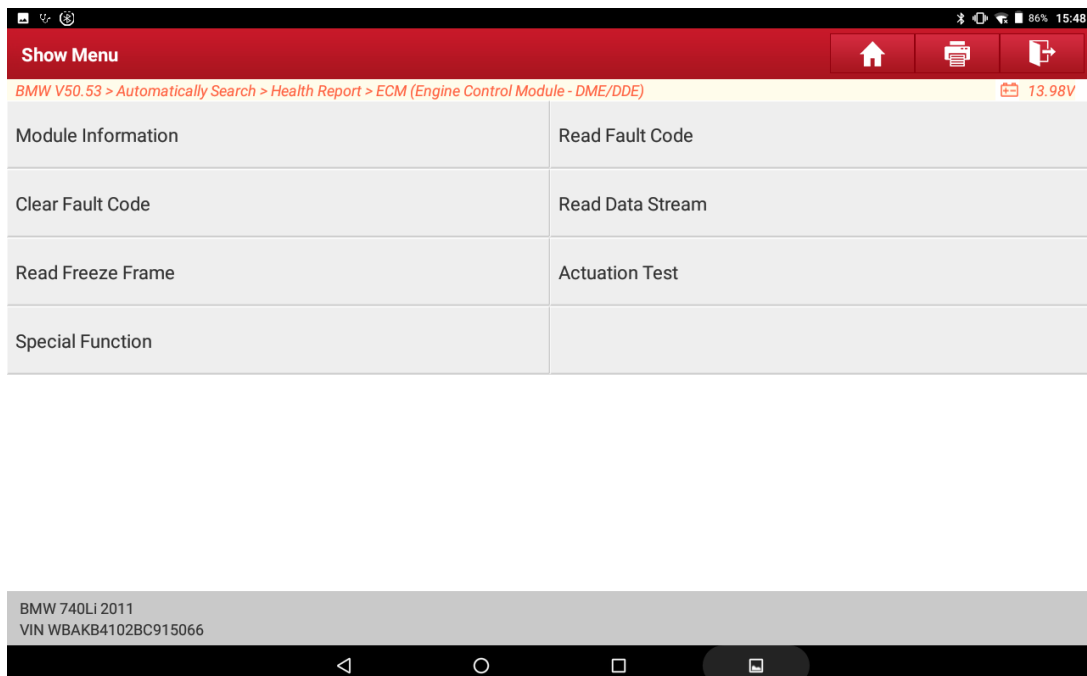 86% 15:48
Show Menu
BMW V50.53 > Automatically Search > Health Report > ECM (Engine Control Module - DME/DDE) 13.98V
Module Information Read Fault Code
Clear Fault Code Read Data Stream
Read Freeze Frame Actuation Test
Special Function
BMW 740Li 2011
VIN WBAKB4102BC915066